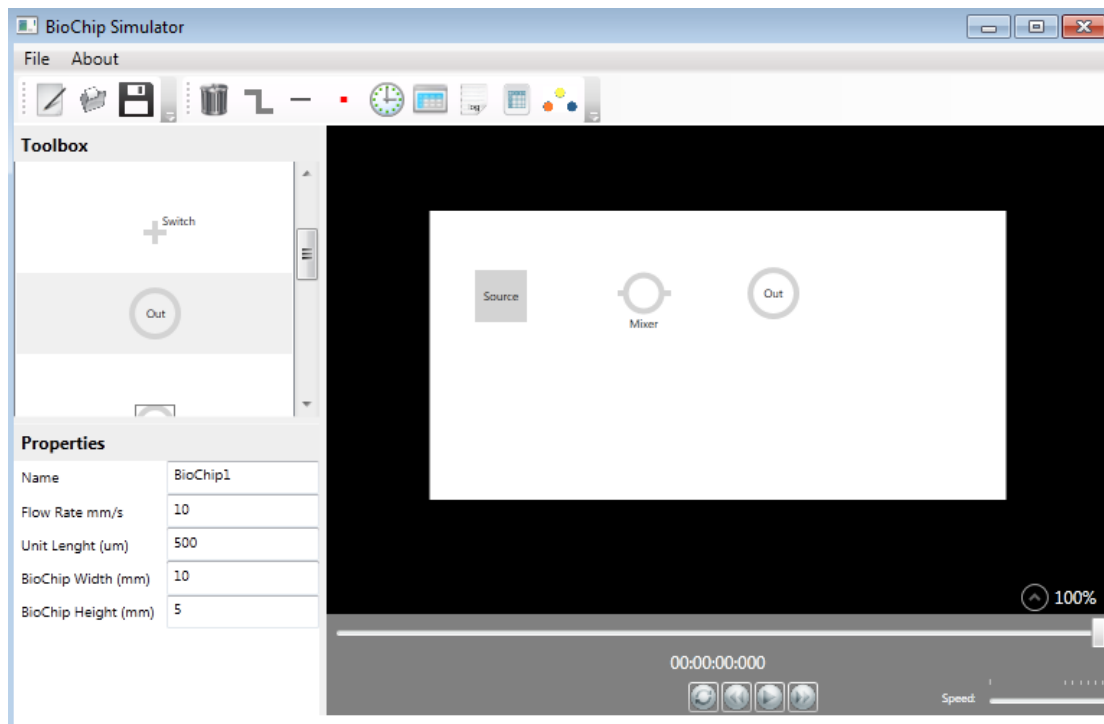 BioChip Simulator
File About
Toolbox
Switch
Out
Source
Mixer
Out
Properties
Name BioChip1
Flow Rate mm/s 10
Unit Lenght (um) 500
BioChip Width (mm) 10
BioChip Height (mm) 5
100%
00:00:00:000
Speed: